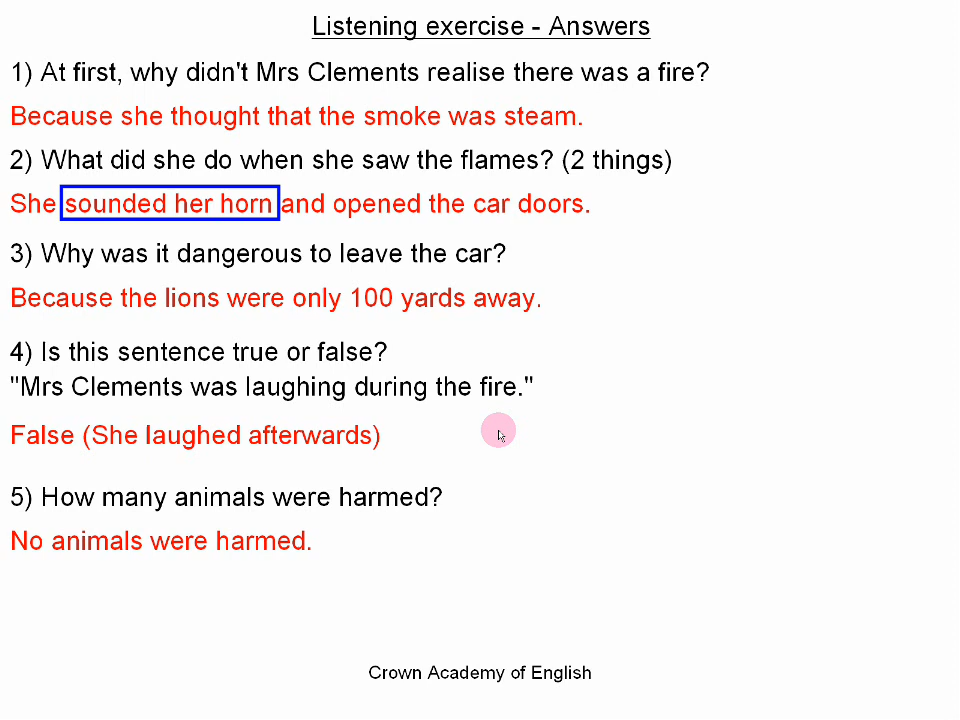 Listening exercise - Answers
1) At first, why didn't Mrs Clements realise there was a fire?
Because she thought that the smoke was steam.
2) What did she do when she saw the flames? (2 things)
She sounded her horn and opened the car doors.
3) Why was it dangerous to leave the car?
Because the lions were only 100 yards away.
4) Is this sentence true or false?
"Mrs Clements was laughing during the fire."
False (She laughed afterwards)
5) How many animals were harmed?
No animals were harmed.
Crown Academy of English